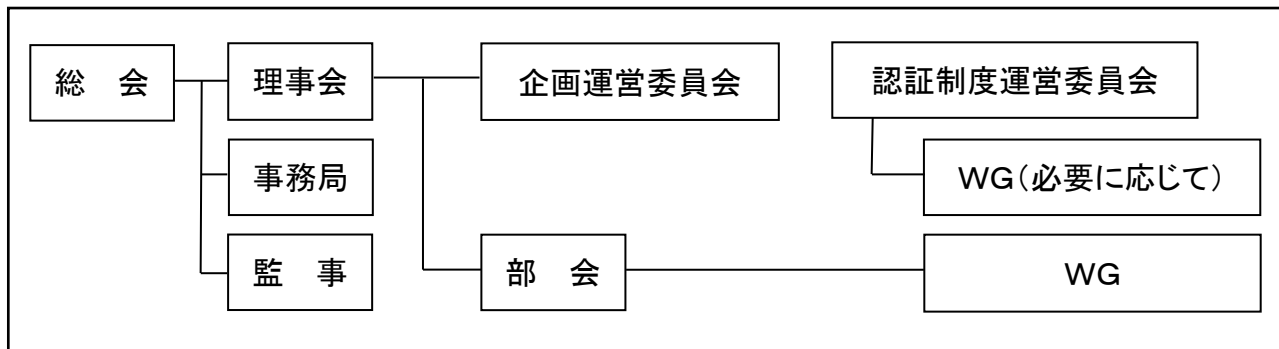 総　会
理事会
企画運営委員会
認証制度運営委員会
事務局
ＷＧ（必要に応じて）
監　事
部　会
ＷＧ